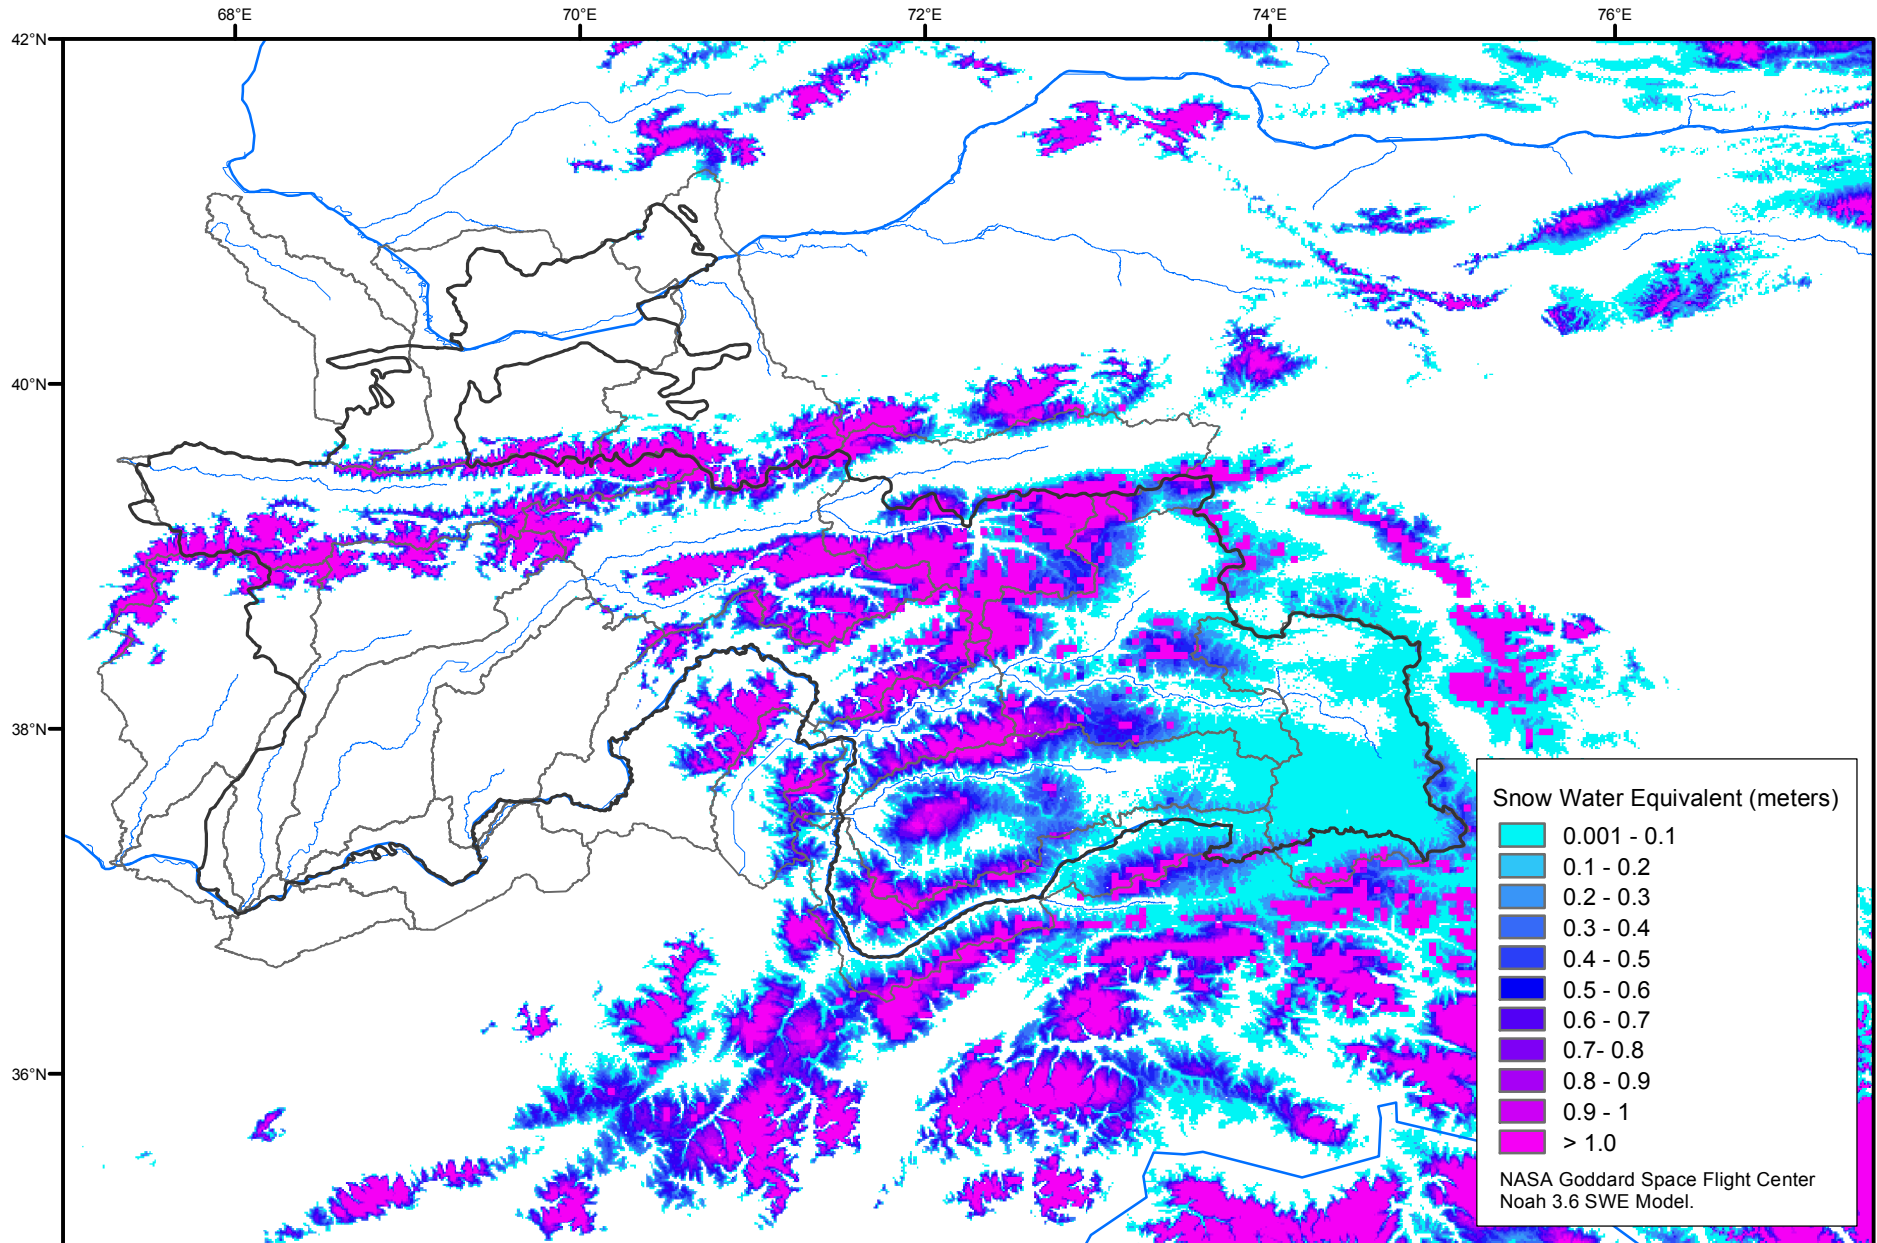 68°E 70°E 72°E 74°E 76°E
42°N
40°N
38°N
36°N
Snow Water Equivalent (meters)
0.001 - 0.1
0.1 - 0.2
0.2 - 0.3
0.3 - 0.4
0.4 - 0.5
0.5 - 0.6
0.6 - 0.7
0.7- 0.8
0.8 - 0.9
0.9 - 1
> 1.0
NASA Goddard Space Flight Center
Noah 3.6 SWE Model.